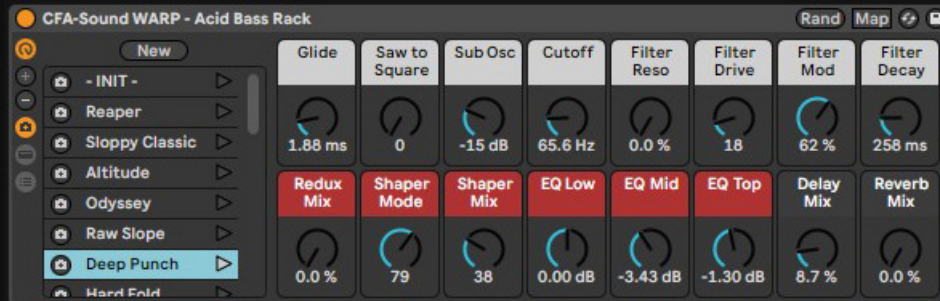 CFA-Sound WARP - Acid Bass Rack
Rand
Map
New
- INIT -
Reaper
Sloppy Classic
Altitude
Odyssey
Raw Slope
Deep Punch
Hard Fold
Glide
Saw to
Square
Sub Osc
Cutoff
Filter
Reso
Filter
Drive
Filter
Mod
Filter
Decay
1.88 ms
0
-15 dB
65.6 Hz
0.0 %
18
62 %
258 ms
Redux
Mix
Shaper
Mode
Shaper
Mix
EQ Low
EQ Mid
EQ Top
Delay
Mix
Reverb
Mix
0.0 %
79
38
0.00 dB
-3.43 dB
-1.30 dB
8.7 %
0.0 %